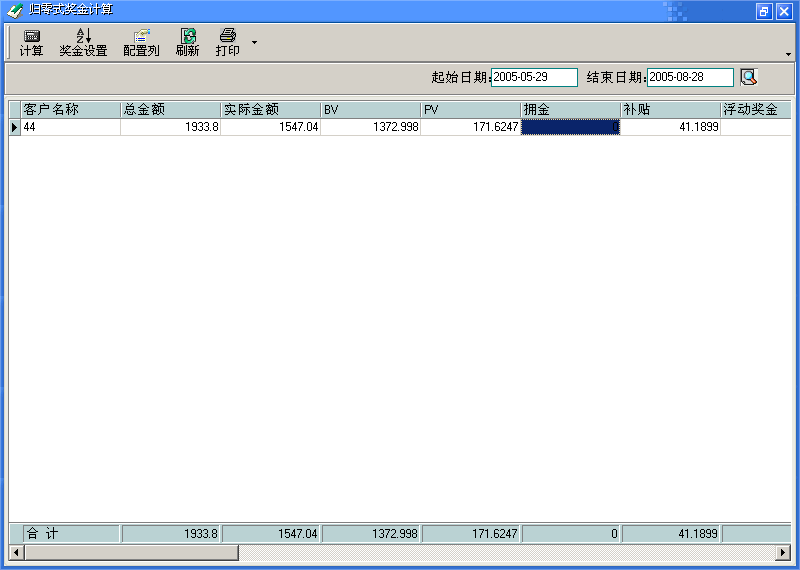 归零式奖金计算
计算 奖金设置 配置列 刷新 打印
起始日期: 2005-05-29 结束日期: 2005-08-28
客户名称 总金额 实际金额 BV PV 拥金 补贴 浮动奖金
44 1933.8 1547.04 1372.998 171.6247 0 41.1899
合 计 1933.8 1547.04 1372.998 171.6247 0 41.1899